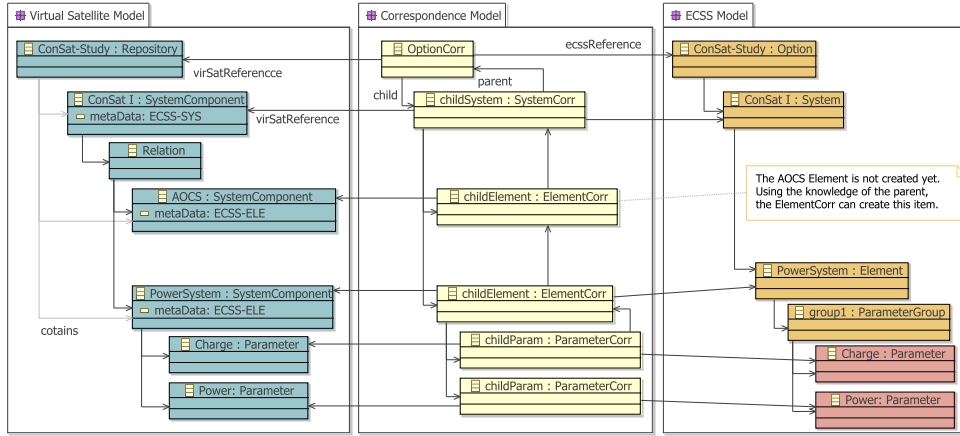 Virtual Satellite Model
Correspondence Model
ECSS Model
ConSat-Study : Repository
OptionCorr
ecssReference
ConSat-Study : Option
virSatReferencce
parent
child
ConSat I : SystemComponent
metaData: ECSS-SYS
virSatReference
childSystem : SystemCorr
ConSat I : System
Relation
AOCS : SystemComponent
metaData: ECSS-ELE
childElement : ElementCorr
The AOCS Element is not created yet.
Using the knowledge of the parent,
the ElementCorr can create this item.
PowerSystem : SystemComponent
metaData: ECSS-ELE
childElement : ElementCorr
PowerSystem : Element
group1 : ParameterGroup
cotains
Charge : Parameter
childParam : ParameterCorr
Charge : Parameter
Power: Parameter
childParam : ParameterCorr
Power: Parameter